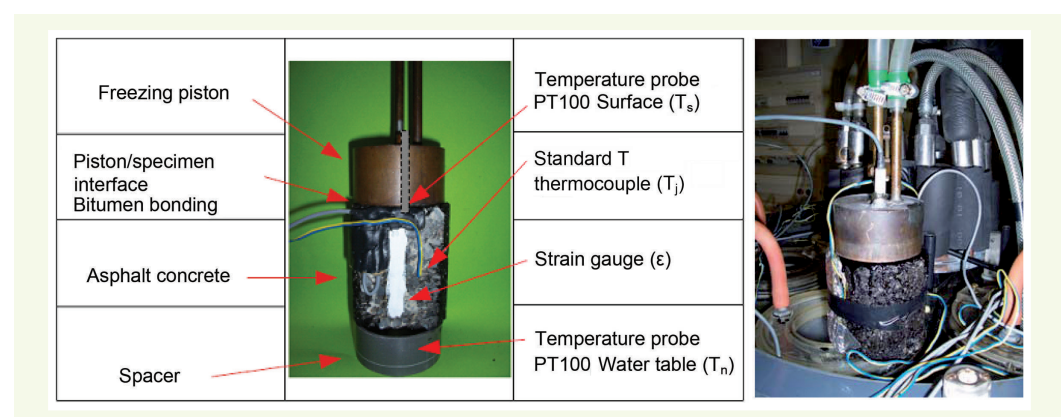 Freezing piston
Piston/specimen
interface
Bitumen bonding
Asphalt concrete
Spacer
Temperature probe
PT100 Surface (Tₛ)
Standard T
thermocouple (Tⱼ)
Strain gauge (ε)
Temperature probe
PT100 Water table (Tₙ)